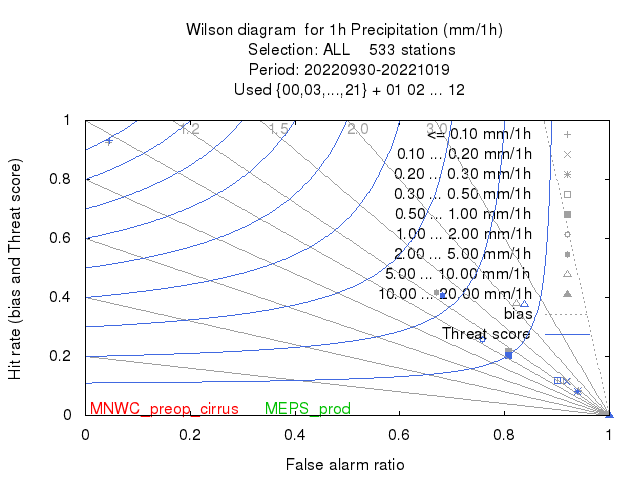 Wilson diagram  for 1h Precipitation (mm/1h)
Selection: ALL    533 stations
Period: 20220930-20221019
Used {00,03,...,21} + 01 02 ... 12
Hit rate (bias and Threat score)
1
0.8
0.6
0.4
0.2
0
1.2
1.5
2.0
3.0
<= 0.10 mm/1h
0.10 ... 0.20 mm/1h
0.20 ... 0.30 mm/1h
0.30 ... 0.50 mm/1h
0.50 ... 1.00 mm/1h
1.00 ... 2.00 mm/1h
2.00 ... 5.00 mm/1h
5.00 ... 10.00 mm/1h
10.00 ... 20.00 mm/1h
bias
Threat score
MNWC_preop_cirrus    MEPS_prod
0    0.2    0.4    0.6    0.8    1
False alarm ratio